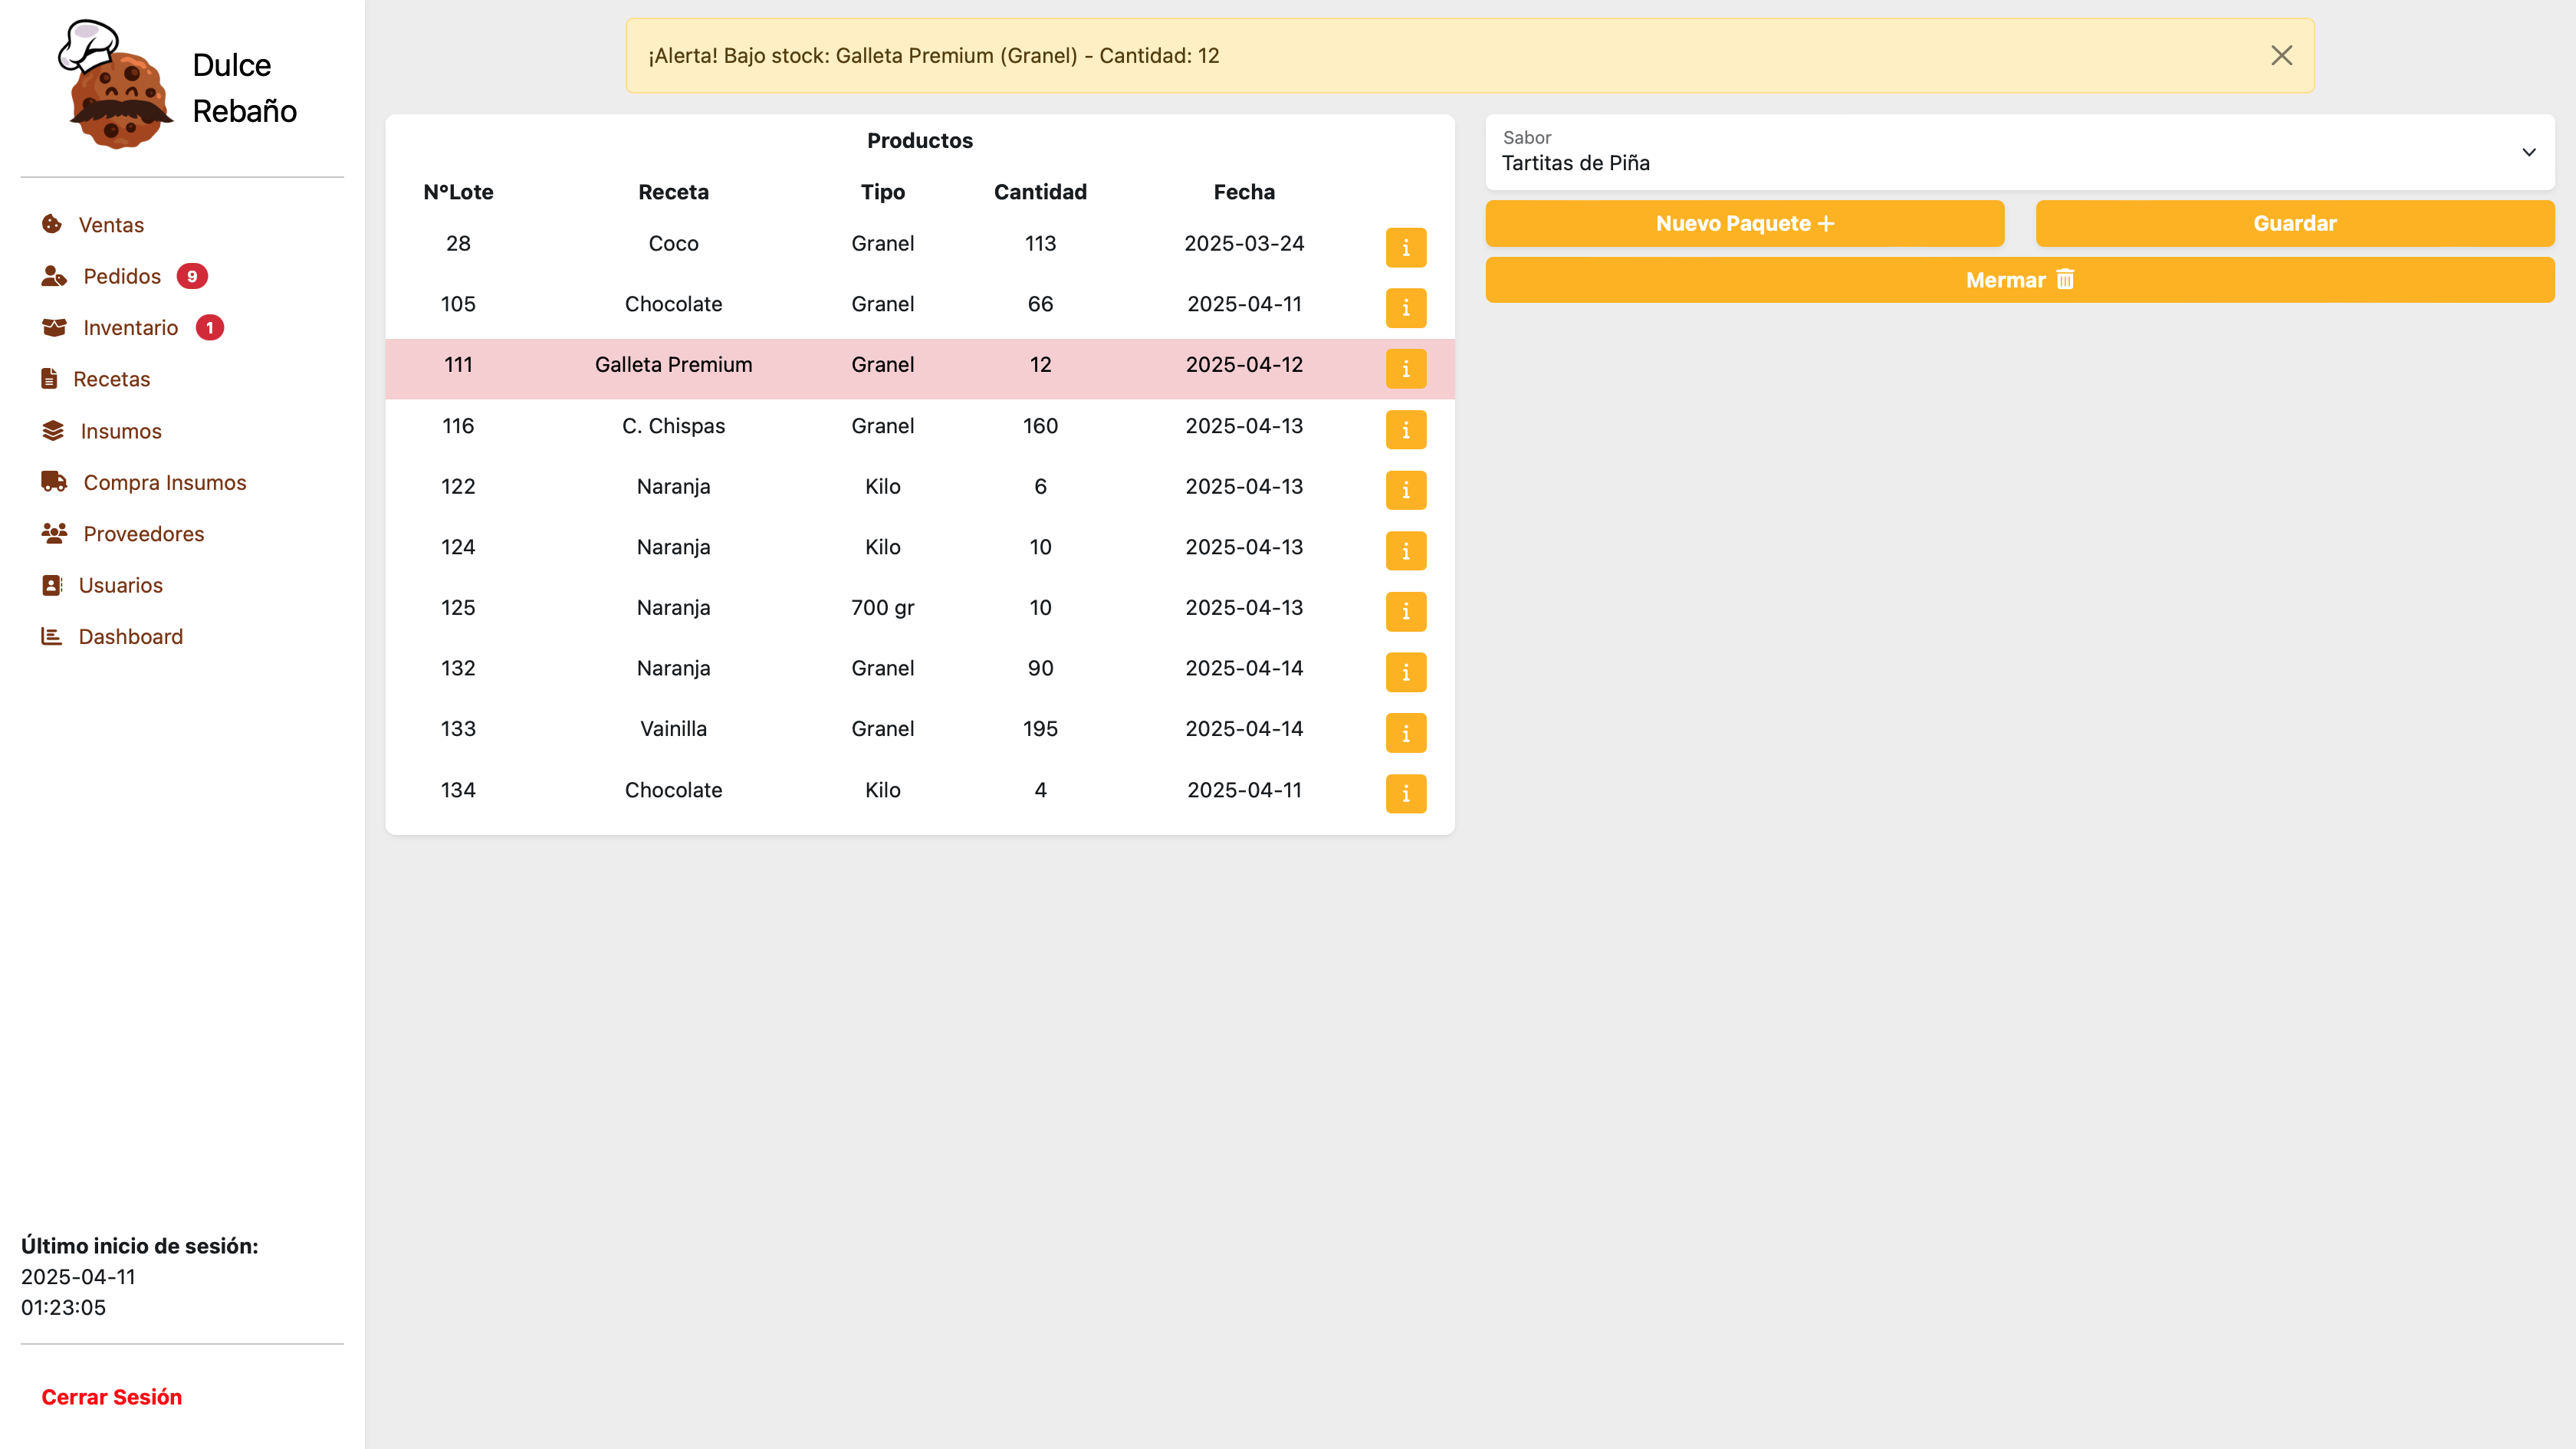 Dulce
Rebaño
Ventas
Pedidos 9
Inventario 1
Recetas
Insumos
Compra Insumos
Proveedores
Usuarios
Dashboard
Último inicio de sesión:
2025-04-11
01:23:05
Cerrar Sesión
¡Alerta! Bajo stock: Galleta Premium (Granel) - Cantidad: 12
Productos
N°Lote Receta Tipo Cantidad Fecha
28 Coco Granel 113 2025-03-24
105 Chocolate Granel 66 2025-04-11
111 Galleta Premium Granel 12 2025-04-12
116 C. Chispas Granel 160 2025-04-13
122 Naranja Kilo 6 2025-04-13
124 Naranja Kilo 10 2025-04-13
125 Naranja 700 gr 10 2025-04-13
132 Naranja Granel 90 2025-04-14
133 Vainilla Granel 195 2025-04-14
134 Chocolate Kilo 4 2025-04-11
Sabor
Tartitas de Piña
Nuevo Paquete +
Guardar
Mermar